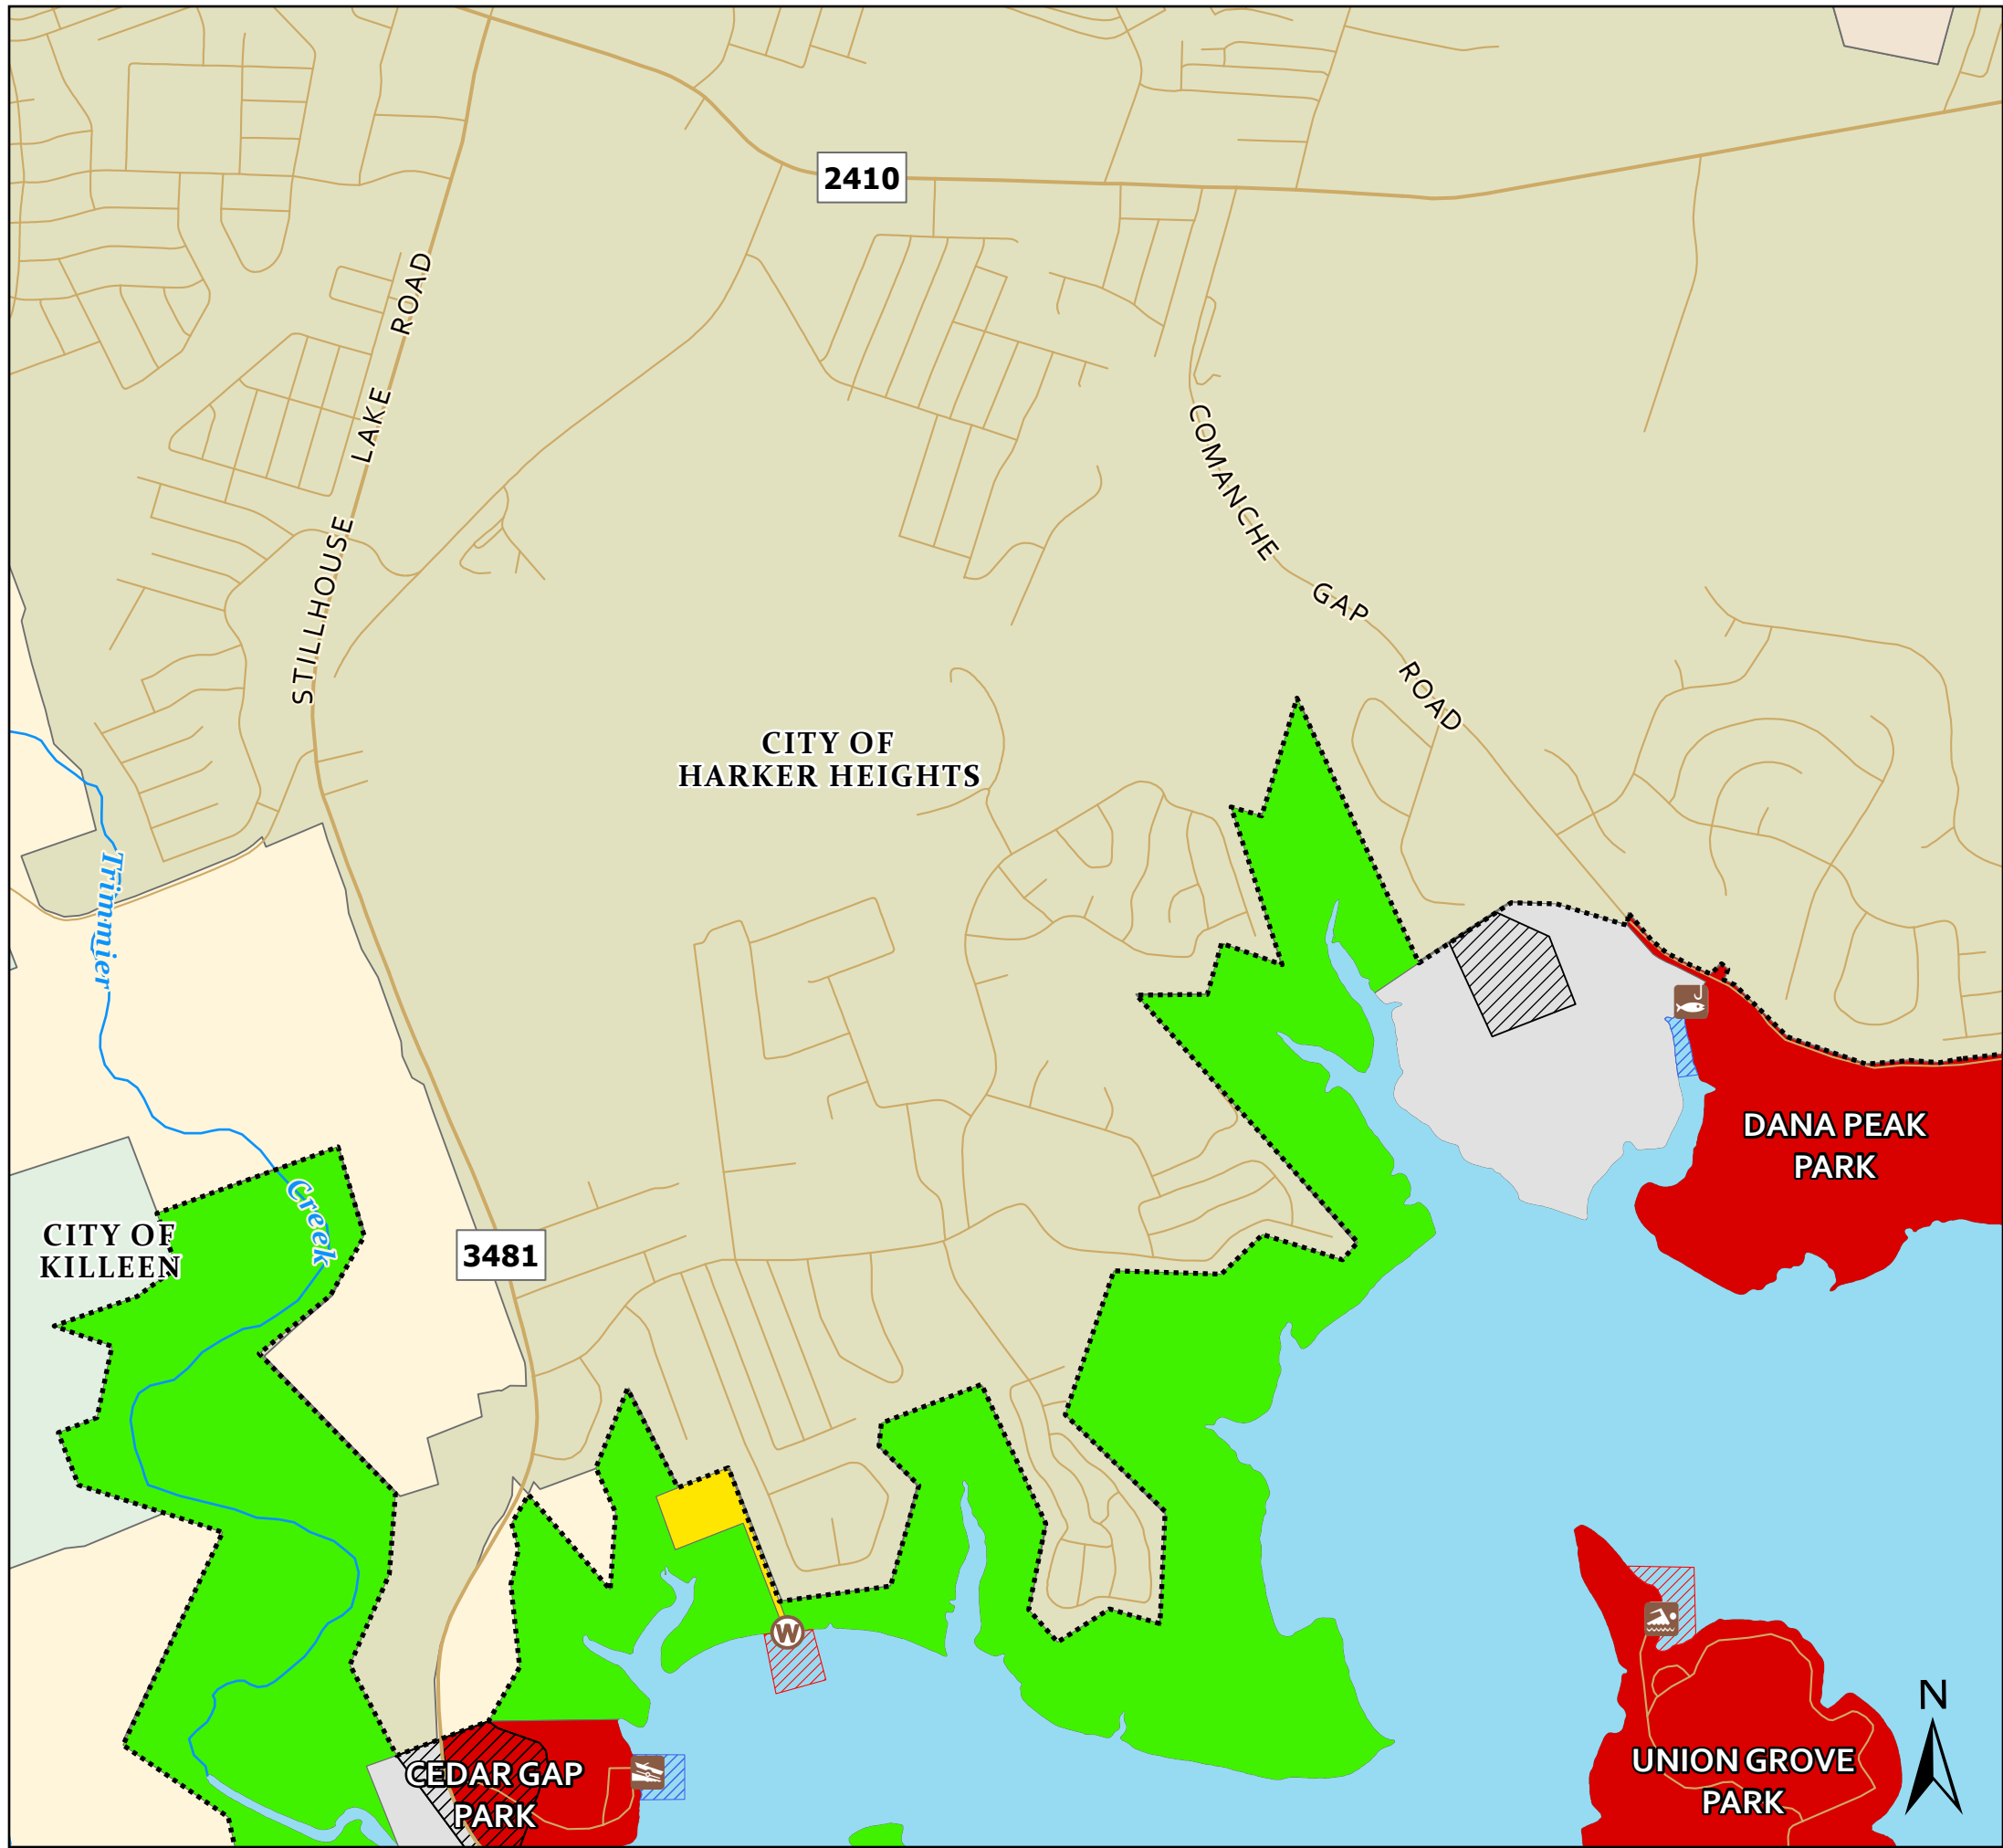 2410
STILLHOUSE LAKE ROAD
COMANCHE GAP ROAD
CITY OF
HARKER HEIGHTS
Trimmier Creek
DANA PEAK
PARK
CITY OF
KILLEEN
3481
W
N
CEDAR GAP
PARK
UNION GROVE
PARK